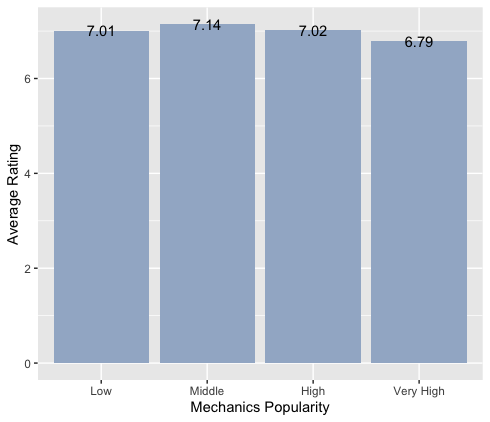 7.01
7.14
7.02
6.79
6
4
2
0
Average Rating
Low
Middle
High
Very High
Mechanics Popularity